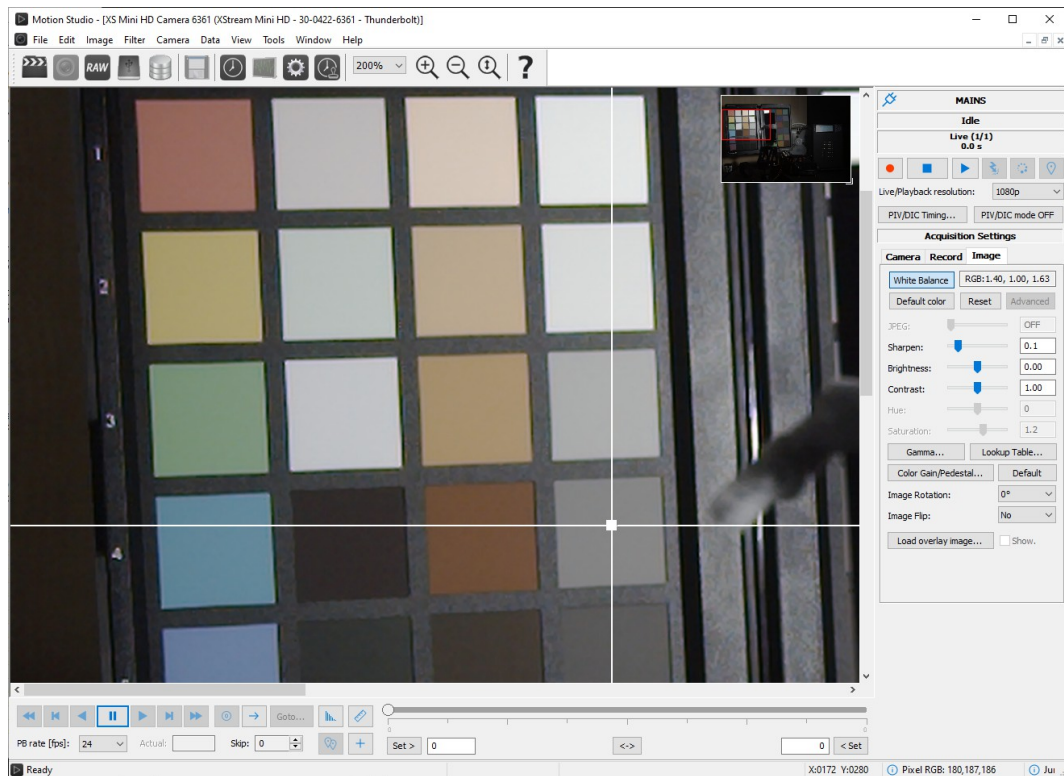 Motion Studio - [XS Mini HD Camera 6361 (XStream Mini HD - 30-0422-6361 - Thunderbolt)]
File Edit Image Filter Camera Data View Tools Window Help
RAW 200% ?
MAINS
Idle
Live (1/1)
0.0 s
Live/Playback resolution: 1080p
PIV/DIC Timing... PIV/DIC mode OFF
Acquisition Settings
Camera Record Image
White Balance RGB:1.40, 1.00, 1.63
Default color Reset Advanced
JPEG: OFF
Sharpen: 0.1
Brightness: 0.00
Contrast: 1.00
Hue: 0
Saturation: 1.2
Gamma... Lookup Table...
Color Gain/Pedestal... Default
Image Rotation: 0°
Image Flip: No
Load overlay image... Show.
1
2
3
4
Goto...
0 0
PB rate [fps]: 24 Actual: Skip: 0 Set > 0 <-> 0 < Set
Ready X:0172 Y:0280 Pixel RGB: 180,187,186